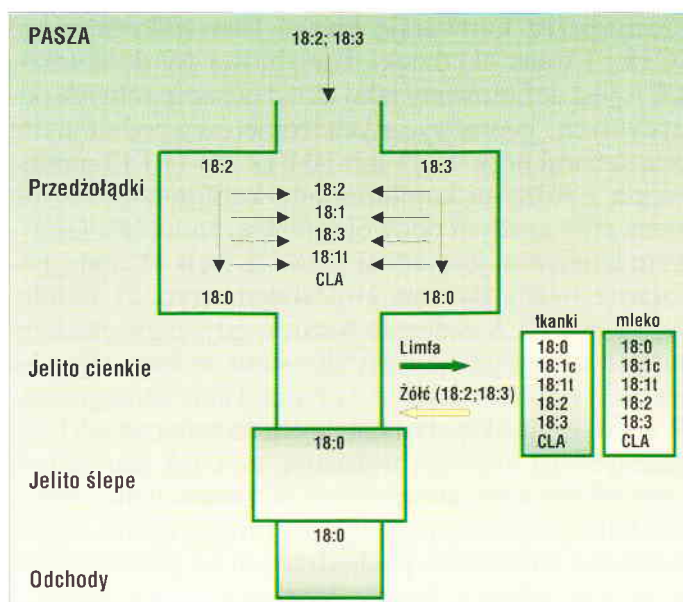 PASZA 18:2; 18:3
18:2 18:3
Przedżołądki 18:2
18:1
18:3
18:1t
CLA
18:0 18:0
tkanki mleko
Limfa
18:0 18:0
18:1c 18:1c
Jelito cienkie 18:1t 18:1t
Żółć (18:2;18:3) 18:2 18:2
18:3 18:3
CLA CLA
18:0
Jelito ślepe
18:0
Odchody